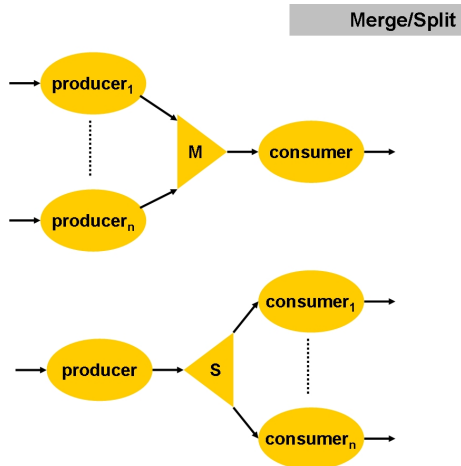 Merge/Split
producer₁
M
consumer
producerₙ
consumer₁
producer
S
consumerₙ